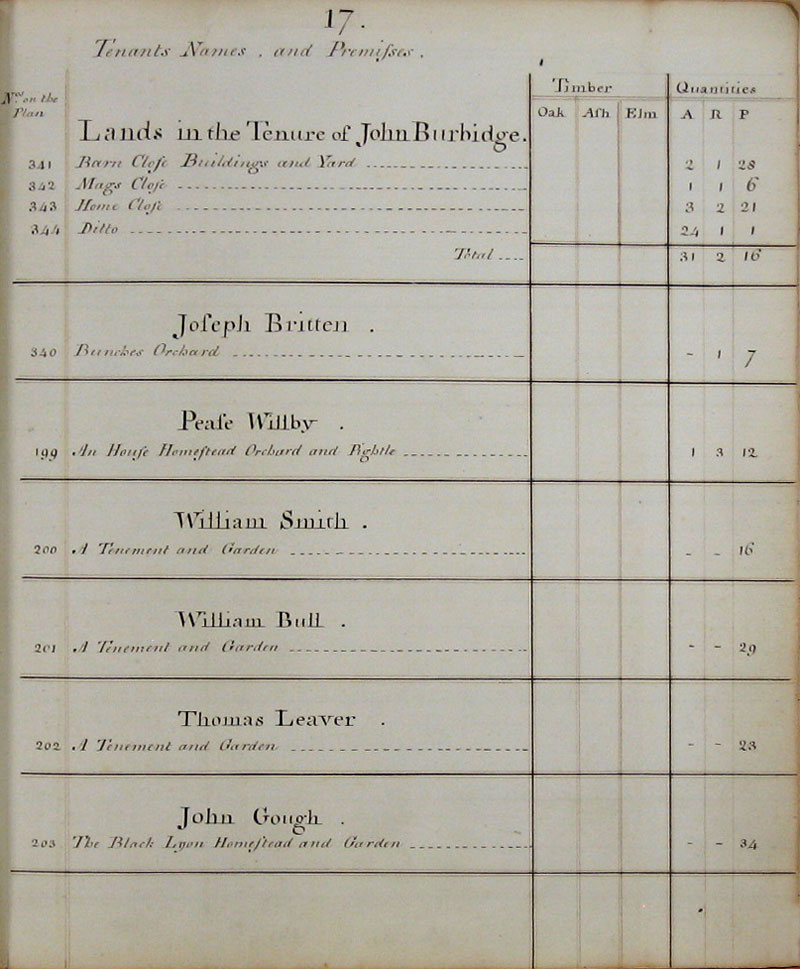 17.
Tenants Names . and Premiſses .
Nos. on the Plan
Timber Quantities
Oak Aſh Elm A R P
Lands in the Tenure of John Burbidge.
341 Barn Cloſe Buildings and Yard 2 1 28
342 Mags Cloſe 1 1 6
343 Home Cloſe 3 2 21
344 Ditto 24 1 1
Total 31 2 16
Joſeph Britten .
340 Bunches Orchard - 1 7
Peaſe Willby .
199 An Houſe Homeſtead Orchard and Pightle 1 3 12
William Smith .
200 A Tenement and Garden - - 16
William Bull .
201 A Tenement and Garden - - 29
Thomas Leaver .
202 A Tenement and Garden - - 23
John Gough .
203 The Black Lyon Homeſtead and Garden - - 34